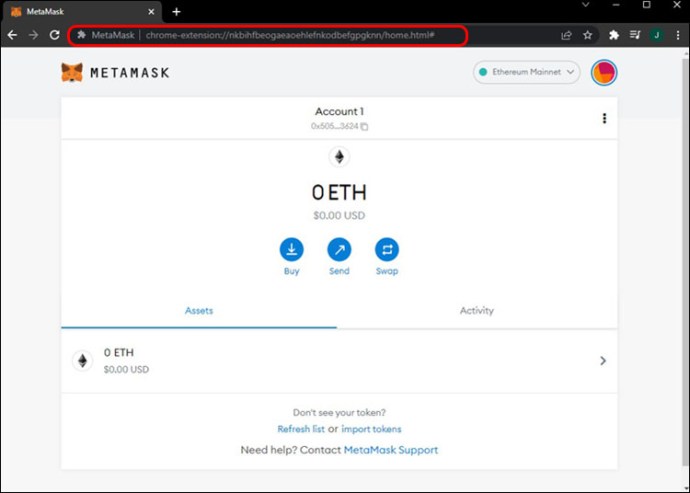 MetaMask
MetaMask | chrome-extension://nkbihfbeogaeaoehlefnkodbefgpgknn/home.html#
J
METAMASK
Ethereum Mainnet
Account 1
0x505...3624
0 ETH
$0.00 USD
Buy Send Swap
Assets Activity
0 ETH
$0.00 USD
Don't see your token?
Refresh list or import tokens
Need help? Contact MetaMask Support